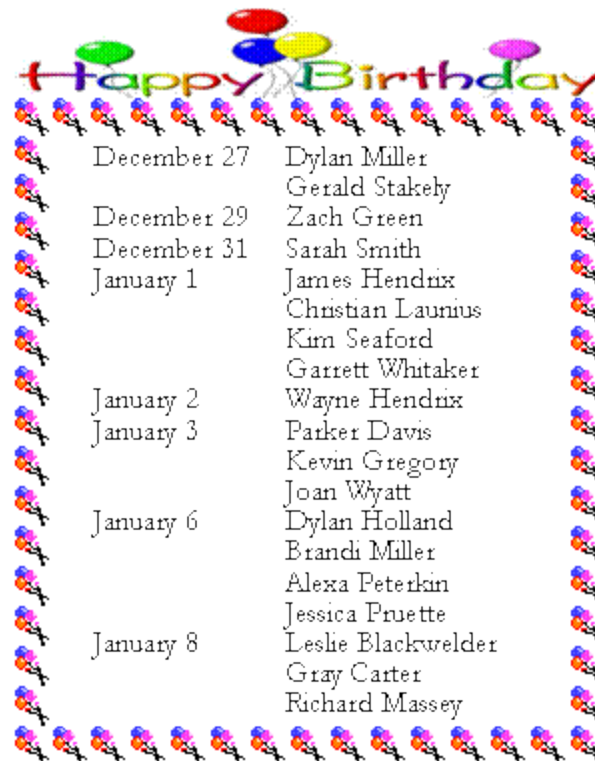 Happy Birthday
December 27 Dylan Miller
Gerald Stakely
December 29 Zach Green
December 31 Sarah Smith
January 1 James Hendrix
Christian Launius
Kim Seaford
Garrett Whitaker
January 2 Wayne Hendrix
January 3 Parker Davis
Kevin Gregory
Joan Wyatt
January 6 Dylan Holland
Brandi Miller
Alexa Peterkin
Jessica Pruette
January 8 Leslie Blackwelder
Gray Carter
Richard Massey